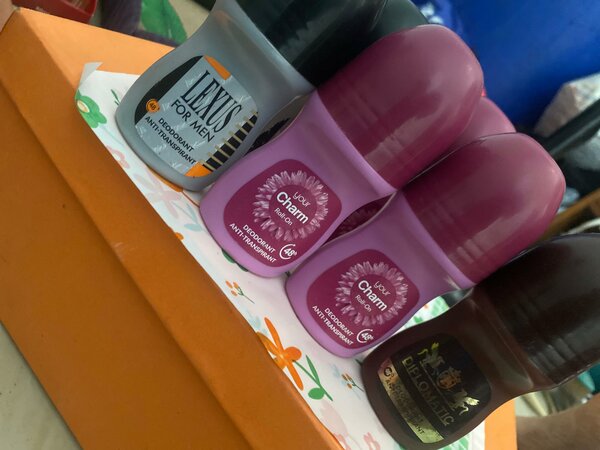 LEXUS
FOR MEN
48h
DEODORANT
ANTI-TRANSPIRANT
your
Charm
Roll-On
DEODORANT
ANTI-TRANSPIRANT
48h
your
Charm
Roll-On
DEODORANT
ANTI-TRANSPIRANT
48h
DIPLOMATIC